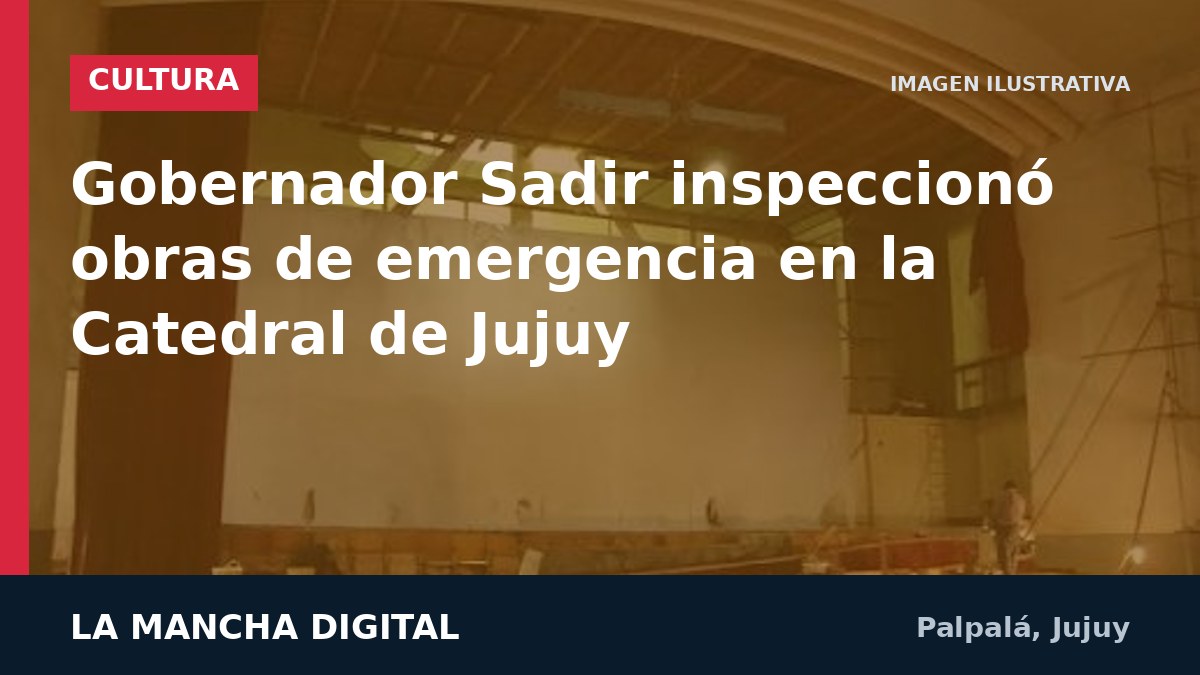 CULTURA
IMAGEN ILUSTRATIVA
Gobernador Sadir inspeccionó
obras de emergencia en la
Catedral de Jujuy
LA MANCHA DIGITAL
Palpalá, Jujuy